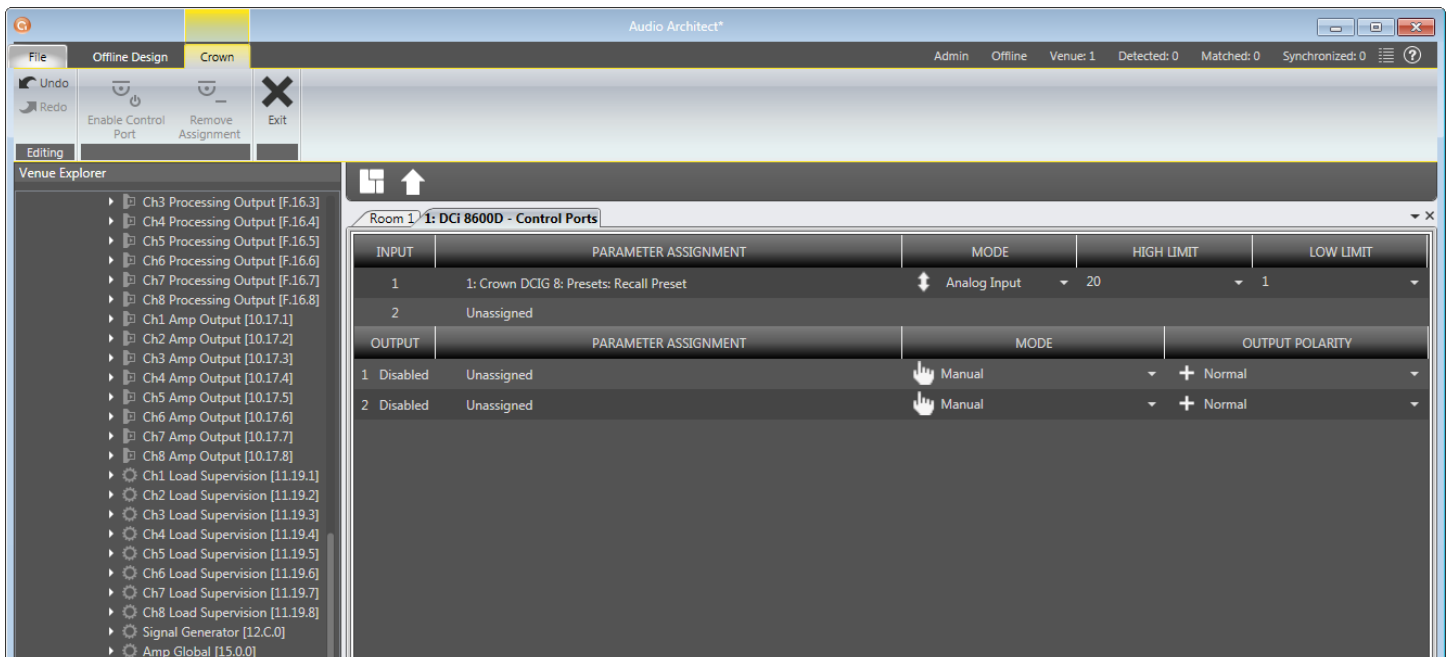 Audio Architect*
File Offline Design Crown Admin Offline Venue: 1 Detected: 0 Matched: 0 Synchronized: 0 ?
Undo
Redo
Enable Control Port
Remove Assignment
Exit
Editing
Venue Explorer
Ch3 Processing Output [F.16.3]
Ch4 Processing Output [F.16.4]
Ch5 Processing Output [F.16.5]
Ch6 Processing Output [F.16.6]
Ch7 Processing Output [F.16.7]
Ch8 Processing Output [F.16.8]
Ch1 Amp Output [10.17.1]
Ch2 Amp Output [10.17.2]
Ch3 Amp Output [10.17.3]
Ch4 Amp Output [10.17.4]
Ch5 Amp Output [10.17.5]
Ch6 Amp Output [10.17.6]
Ch7 Amp Output [10.17.7]
Ch8 Amp Output [10.17.8]
Ch1 Load Supervision [11.19.1]
Ch2 Load Supervision [11.19.2]
Ch3 Load Supervision [11.19.3]
Ch4 Load Supervision [11.19.4]
Ch5 Load Supervision [11.19.5]
Ch6 Load Supervision [11.19.6]
Ch7 Load Supervision [11.19.7]
Ch8 Load Supervision [11.19.8]
Signal Generator [12.C.0]
Amp Global [15.0.0]
Room 1 1: DCi 8600D - Control Ports
INPUT PARAMETER ASSIGNMENT MODE HIGH LIMIT LOW LIMIT
1 1: Crown DCIG 8: Presets: Recall Preset Analog Input 20 1
2 Unassigned
OUTPUT PARAMETER ASSIGNMENT MODE OUTPUT POLARITY
1 Disabled Unassigned Manual Normal
2 Disabled Unassigned Manual Normal